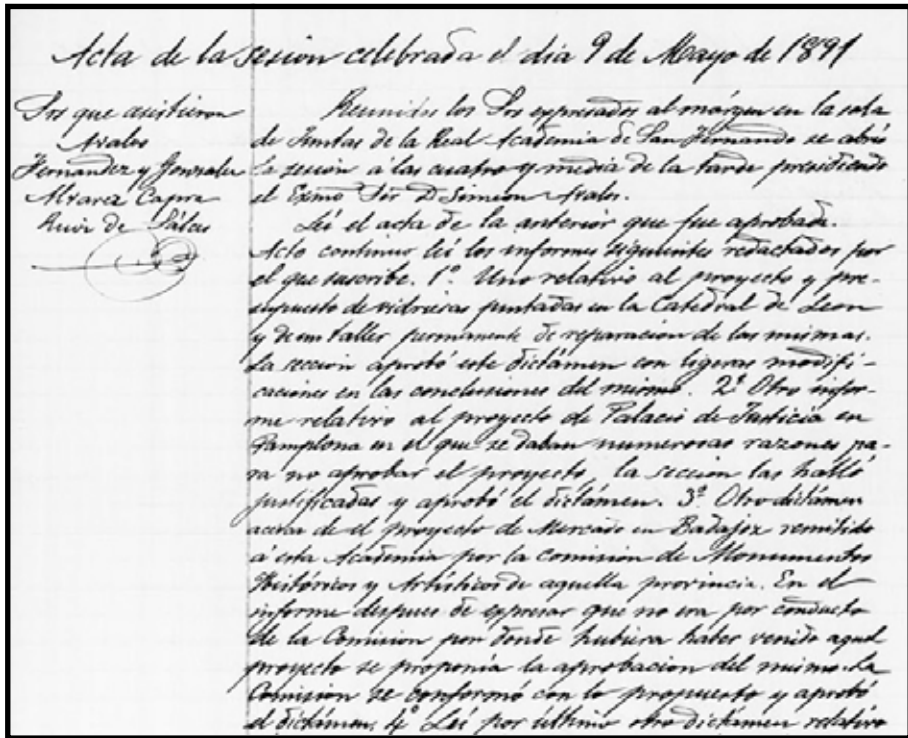 Acta de la sesion celebrada el dia 9 de Mayo de 1891
Sres que asistieron
Avalos
Fernandez y Gonzalez
Alvarez Capra
Ruiz de Salces
Reunidos los Sres expresados al márgen en la sala
de Juntas de la Real Academia de San Fernando se abrió
la sesion á las cuatro y media de la tarde presidiendo
el Exmo Sor D. Simeon Avalos.
Leí el acta de la anterior que fue aprobada.
Acto continuo leí los informes siguientes redactados por
el que suscribe. 1º. Uno relativo al proyecto y pre-
supuesto de vidrieras pintadas en la Catedral de Leon
y de un taller permanente de reparacion de las mismas.
La seccion aprobó este dictámen con ligeras modifi-
caciones en las conclusiones del mismo. 2º Otro infor-
me relativo al proyecto de Palacio de Justicia en
Pamplona en el que se daban numerosas razones pa-
ra no aprobar el proyecto, la seccion las halló
justificadas y aprobó el dictámen. 3º Otro dictámen
acerca de el proyecto de Mercado en Badajoz remitido
á esta Academia por la comision de Monumentos
Históricos y Artísticos de aquella provincia. En el
informe despues de expresar que no era por conducto
de la Comision por donde hubiera haber venido aquel
proyecto se proponia la aprobacion del mismo. La
Comision se conformó con lo propuesto y aprobó
el dictámen. 4º Leí por último otro dictámen relativo